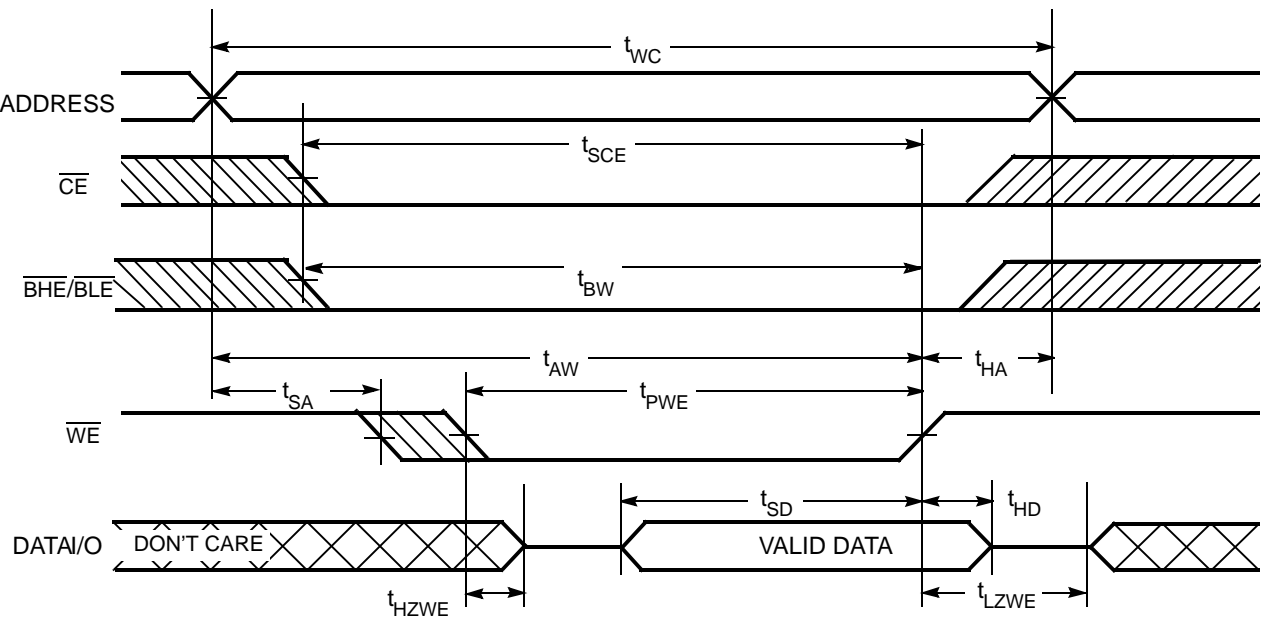 tWC
ADDRESS
tSCE
CE
BHE/BLE
tBW
tAW
tHA
tSA
tPWE
WE
tSD
tHD
DATAI/O
DON'T CARE
VALID DATA
tHZWE
tLZWE